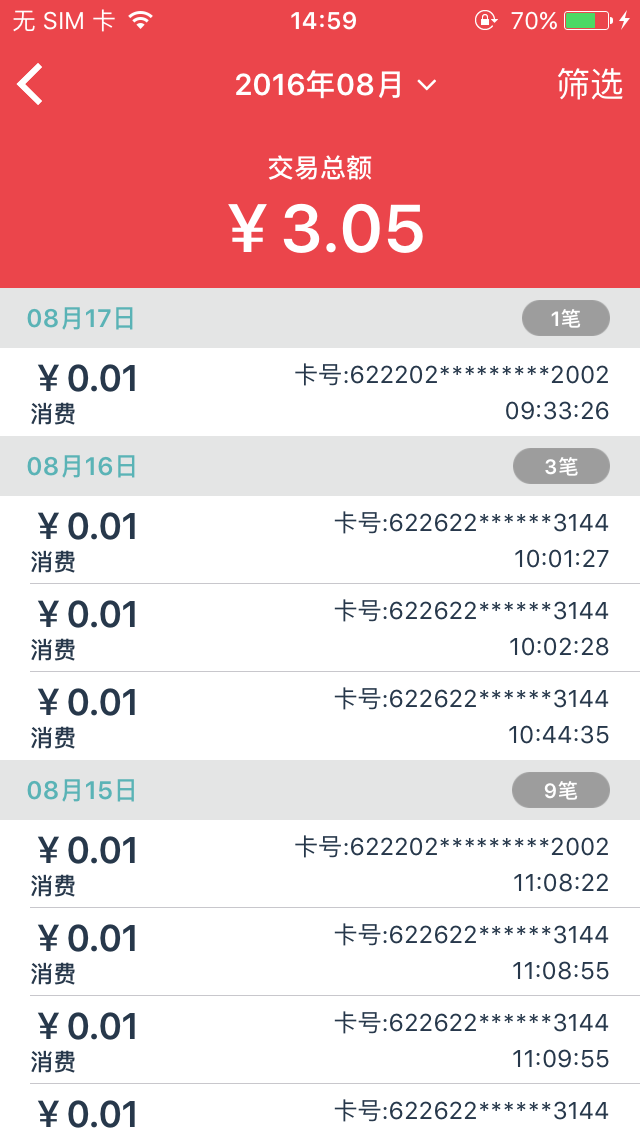 无 SIM 卡 14:59 70%
2016年08月 筛选
交易总额
¥ 3.05
08月17日 1笔
¥ 0.01 卡号:622202*********2002
消费 09:33:26
08月16日 3笔
¥ 0.01 卡号:622622******3144
消费 10:01:27
¥ 0.01 卡号:622622******3144
消费 10:02:28
¥ 0.01 卡号:622622******3144
消费 10:44:35
08月15日 9笔
¥ 0.01 卡号:622202*********2002
消费 11:08:22
¥ 0.01 卡号:622622******3144
消费 11:08:55
¥ 0.01 卡号:622622******3144
消费 11:09:55
¥ 0.01 卡号:622622******3144